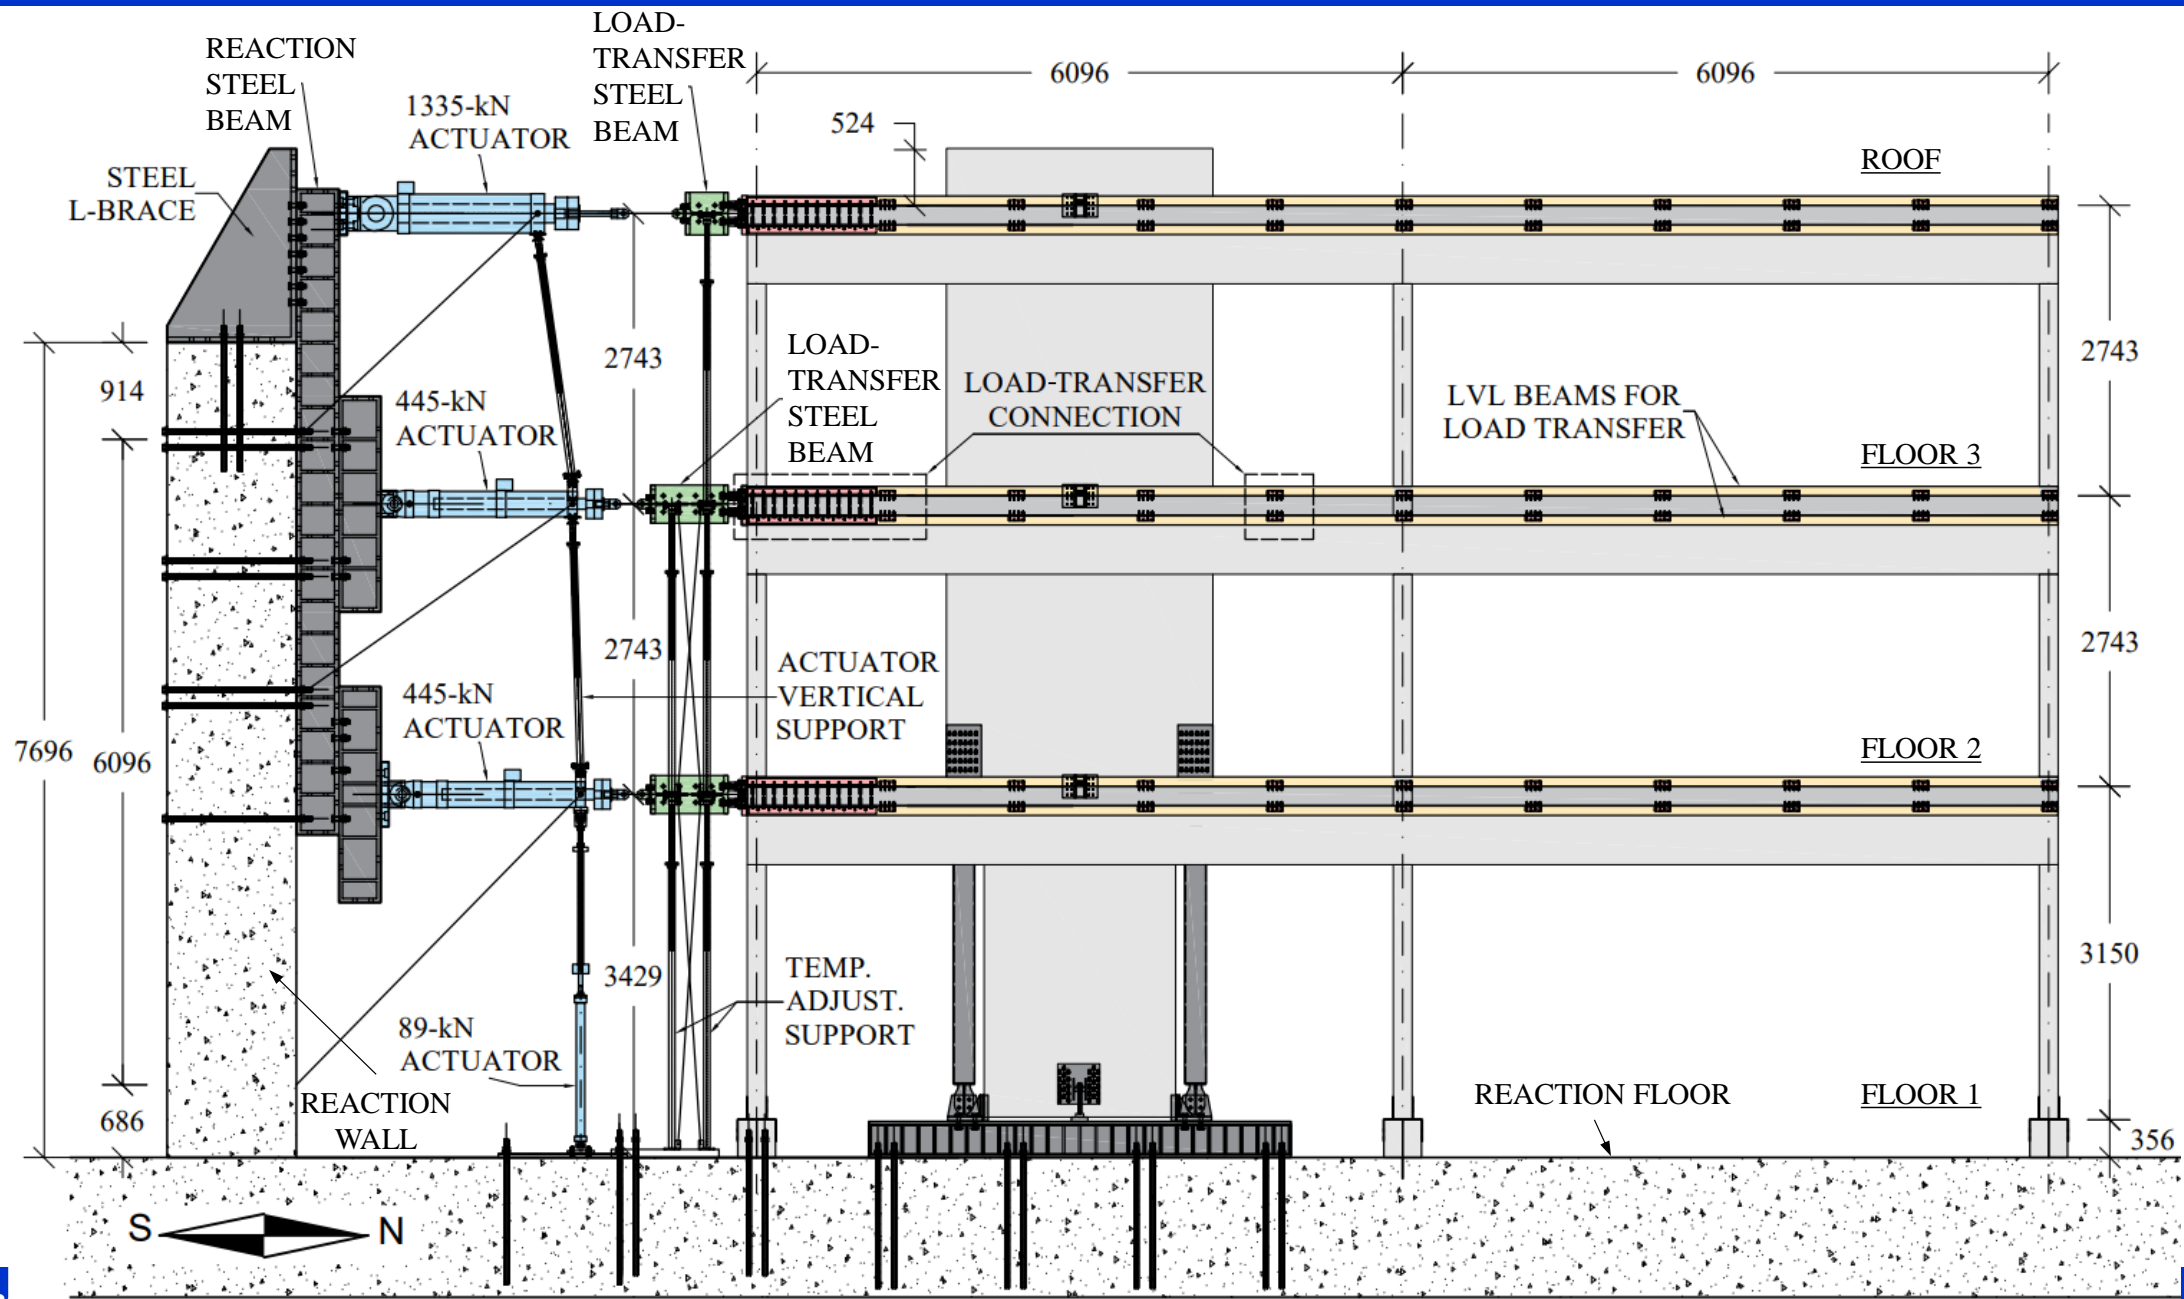 LOAD-
TRANSFER
STEEL
BEAM
REACTION
STEEL
BEAM
1335-kN
ACTUATOR
6096
6096
524
ROOF
STEEL
L-BRACE
2743
2743
LOAD-
TRANSFER
STEEL
BEAM
LOAD-TRANSFER
CONNECTION
LVL BEAMS FOR
LOAD TRANSFER
914
445-kN
ACTUATOR
FLOOR 3
2743
2743
ACTUATOR
VERTICAL
SUPPORT
445-kN
ACTUATOR
7696
6096
FLOOR 2
3429
3150
TEMP.
ADJUST.
SUPPORT
89-kN
ACTUATOR
REACTION
WALL
686
REACTION FLOOR
FLOOR 1
356
S
N